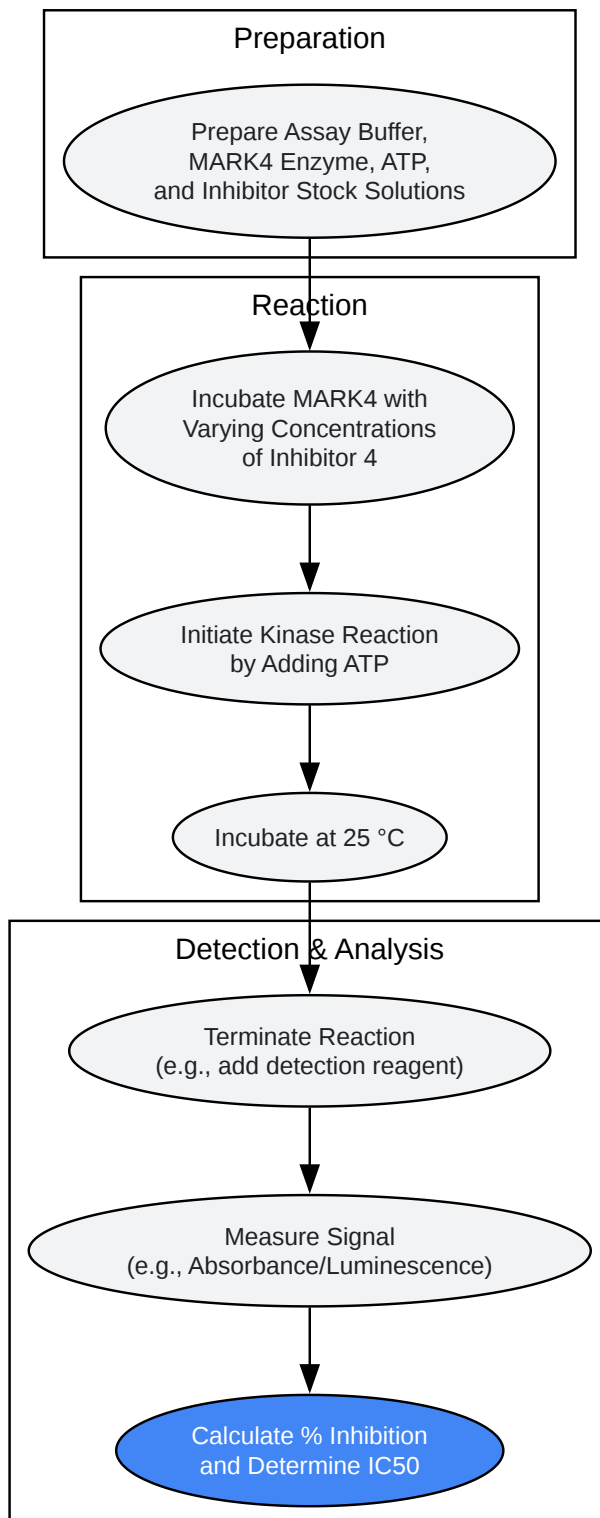 Preparation
Prepare Assay Buffer,
MARK4 Enzyme, ATP,
and Inhibitor Stock Solutions
Reaction
Incubate MARK4 with
Varying Concentrations
of Inhibitor 4
Initiate Kinase Reaction
by Adding ATP
Incubate at 25 °C
Detection & Analysis
Terminate Reaction
(e.g., add detection reagent)
Measure Signal
(e.g., Absorbance/Luminescence)
Calculate % Inhibition
and Determine IC50